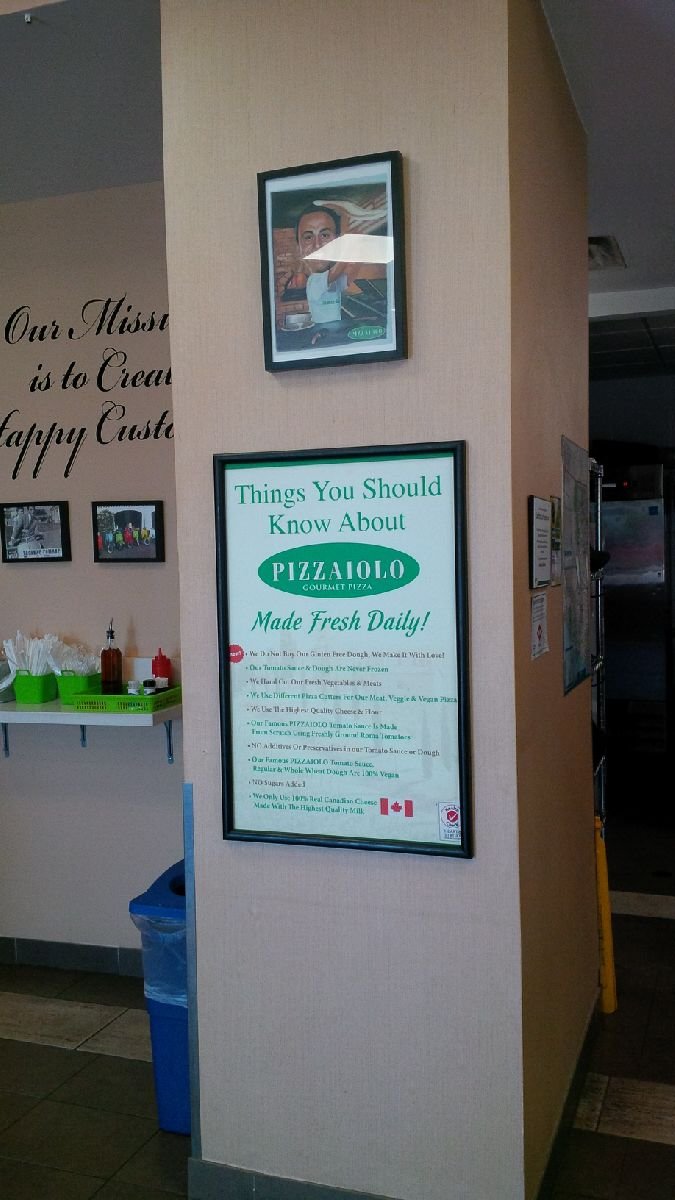 Our Missi
is to Creat
Happy Custo
Things You Should
Know About
PIZZAIOLO
GOURMET PIZZA
Made Fresh Daily!
• We Do Not Buy Our Gluten Free Dough, We Make It With Love!
• Our Tomato Sauce & Dough Are Never Frozen
• We Hand Cut Our Fresh Vegetables & Meats
• We Use Different Pizza Cutters For Our Meat, Veggie & Vegan Pizza
• We Use The Highest Quality Cheese & Flour
• Our Famous PIZZAIOLO Tomato Sauce Is Made
From Scratch Using Freshly Ground Roma Tomatoes
• NO Additives Or Preservatives in our Tomato Sauce or Dough
• Our Famous PIZZAIOLO Tomato Sauce,
Regular & Whole Wheat Dough Are 100% Vegan
• NO Sugars Added
• We Only Use 100% Real Canadian Cheese
Made With The Highest Quality Milk